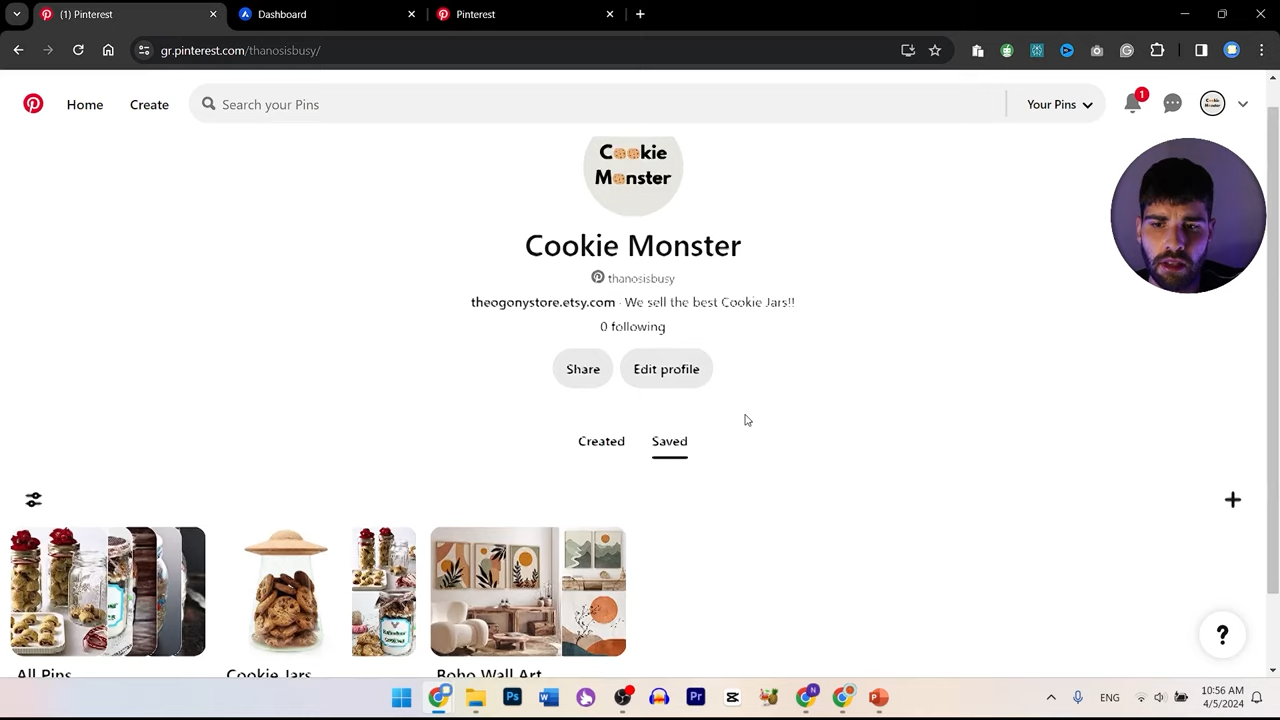 (1) Pinterest
Dashboard
Pinterest
gr.pinterest.com/thanosisbusy/
Home
Create
Search your Pins
Your Pins
1
Cookie
Monster
Cookie Monster
thanosisbusy
theogonystore.etsy.com · We sell the best Cookie Jars!!
0 following
Share
Edit profile
Created
Saved
All Pins
Cookie Jars
Boho Wall Art
?
ENG
10:56 AM
4/5/2024